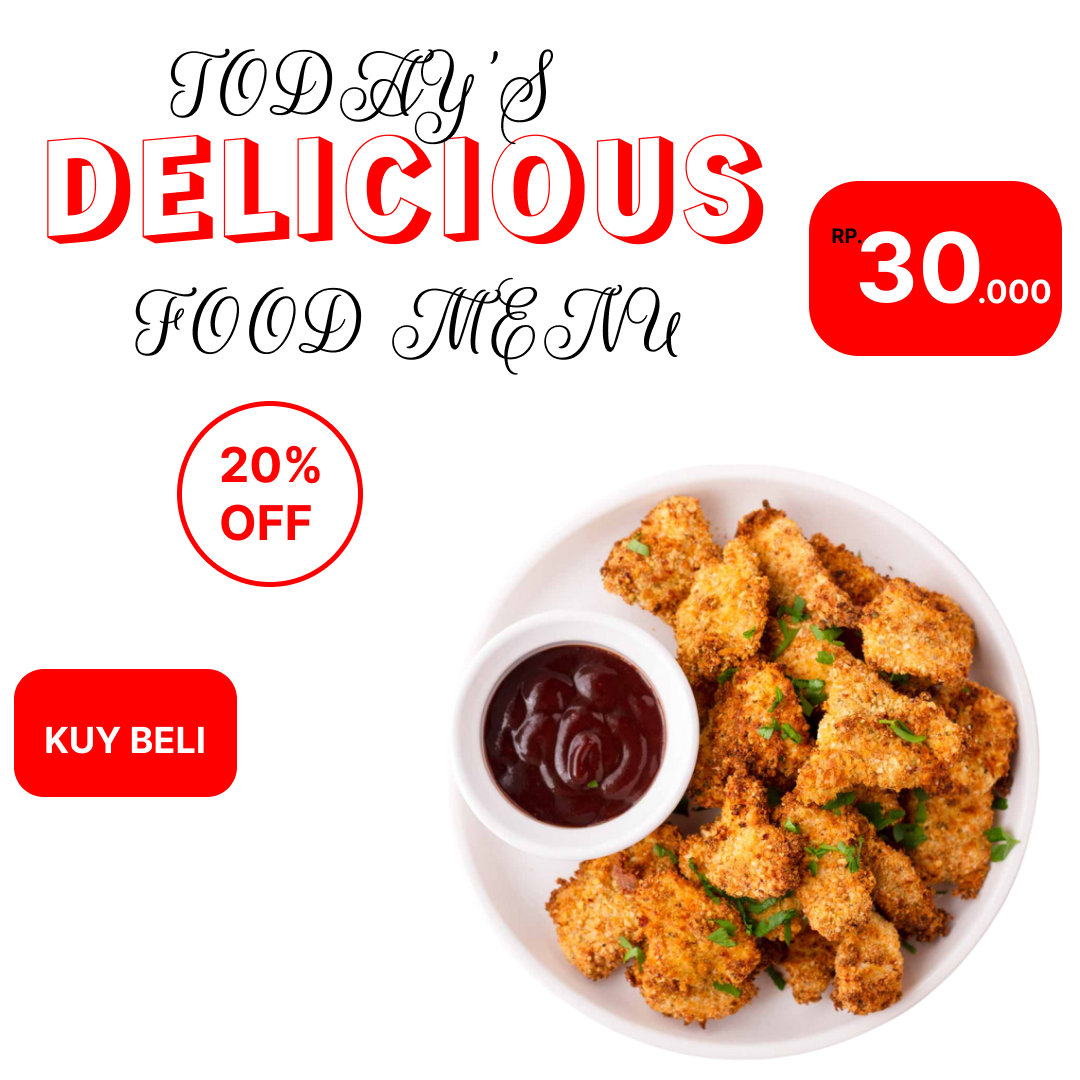 TODAY'S
DELICIOUS
FOOD MENU
RP.30.000
20%
OFF
KUY BELI